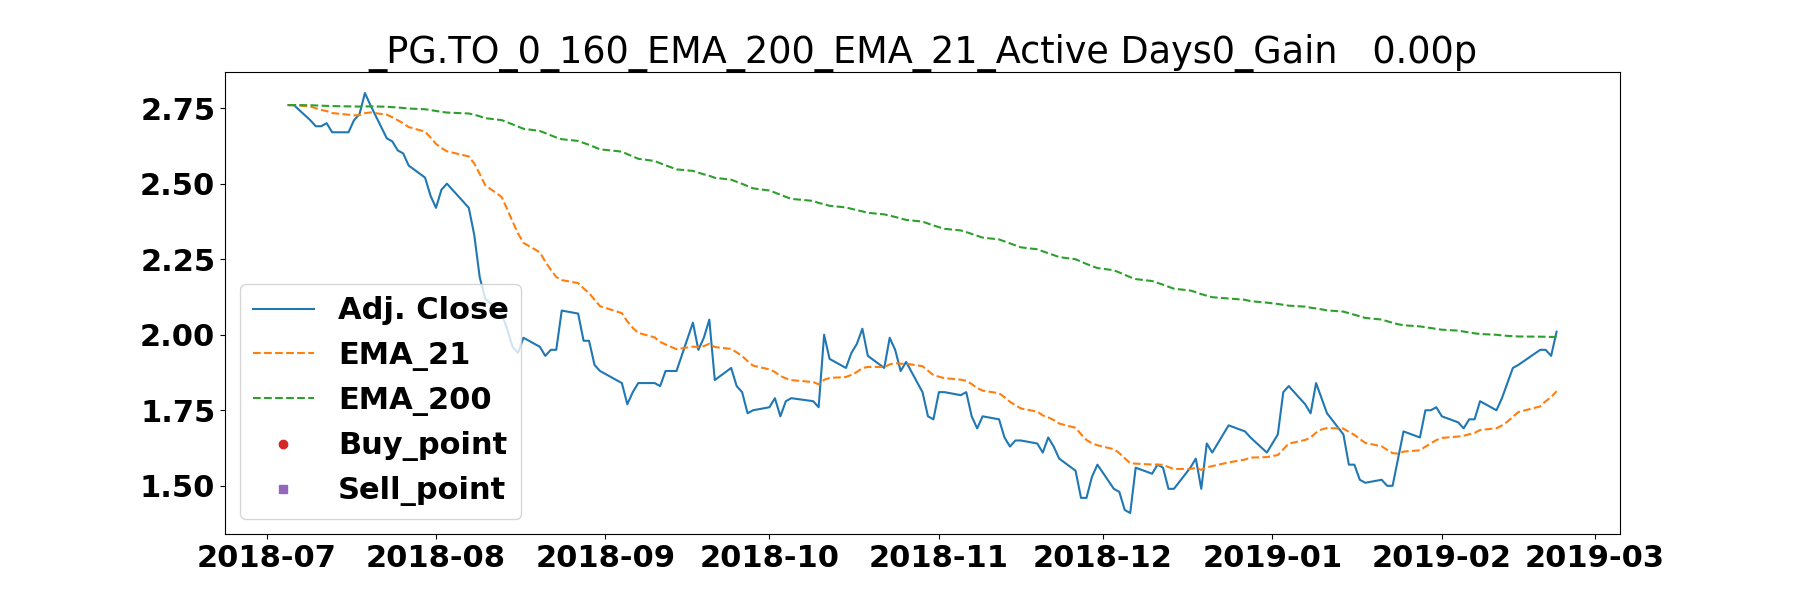 _PG.TO_0_160_EMA_200_EMA_21_Active Days0_Gain   0.00p
2.75
2.50
2.25
2.00
1.75
1.50
Adj. Close
EMA_21
EMA_200
Buy_point
Sell_point
2018-07 2018-08 2018-09 2018-10 2018-11 2018-12 2019-01 2019-02 2019-03